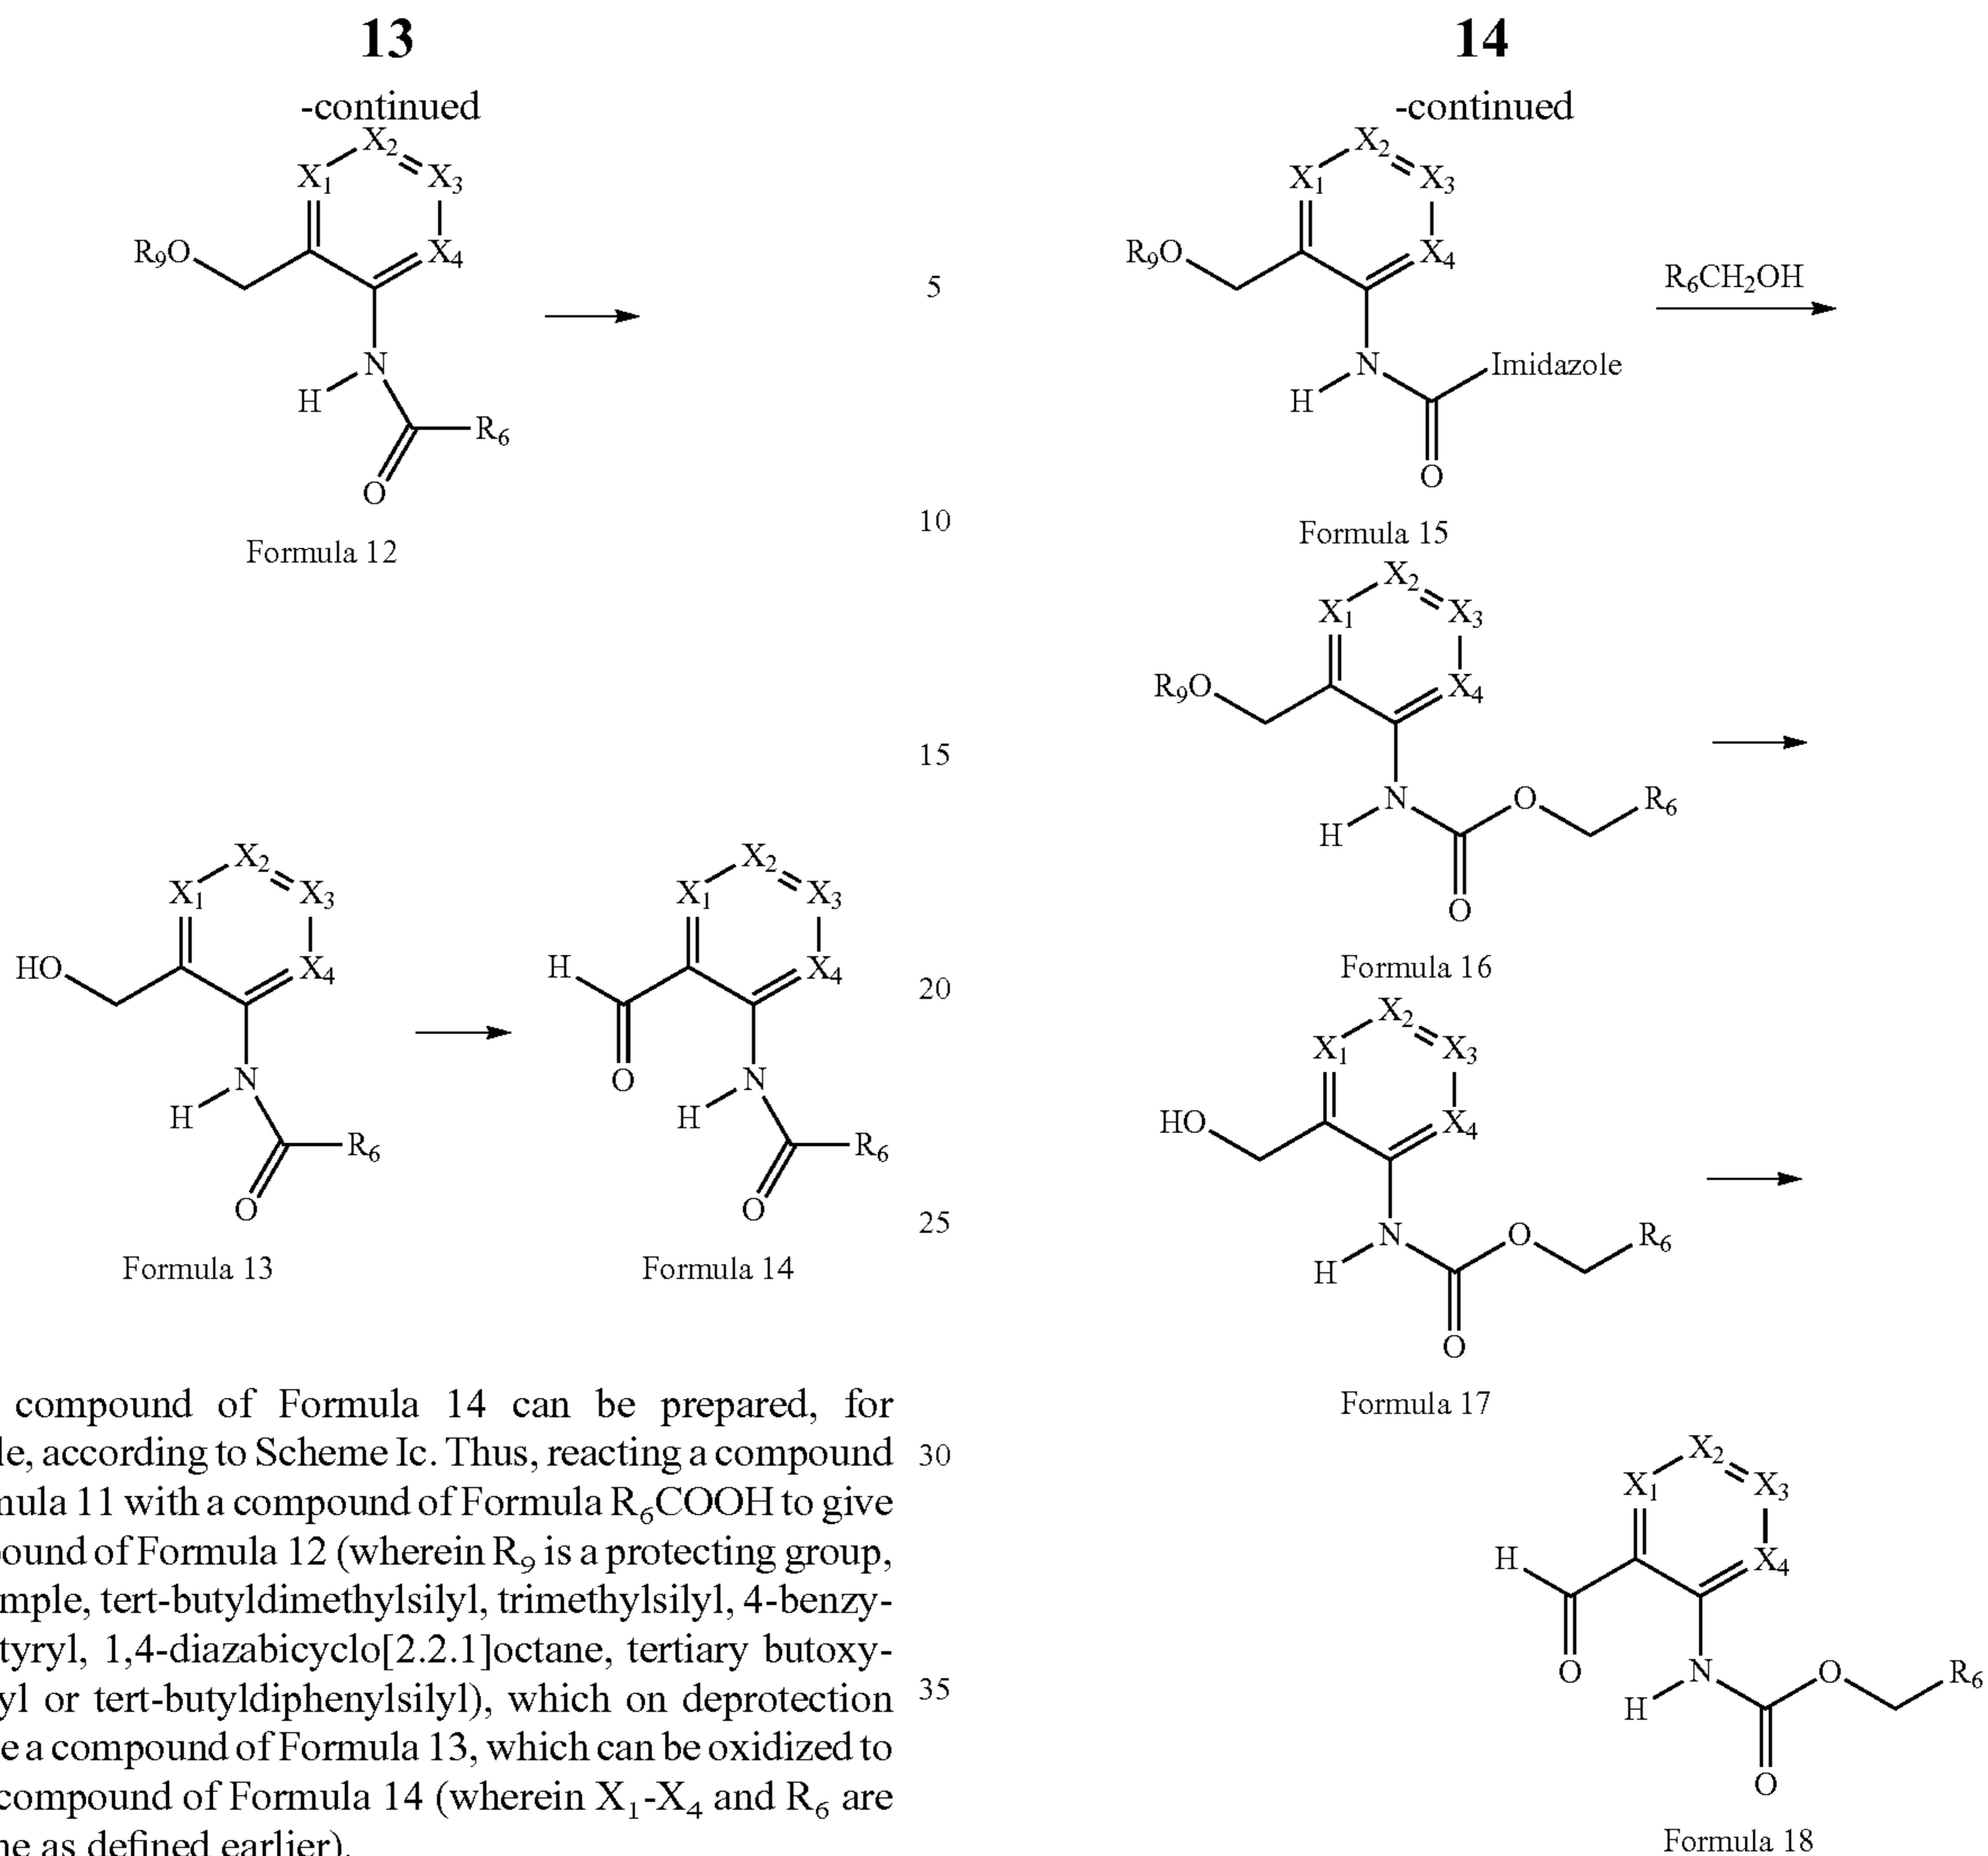 13
-continued
X1
X2
X3
X4
R9O
N
H
R6
O
Formula 12
X1
X2
X3
X4
HO
N
H
R6
O
Formula 13
X1
X2
X3
X4
H
O
N
H
R6
O
Formula 14
compound of Formula 14 can be prepared, for
le, according to Scheme Ic. Thus, reacting a compound
mula 11 with a compound of Formula R6COOH to give
ound of Formula 12 (wherein R9 is a protecting group,
mple, tert-butyldimethylsilyl, trimethylsilyl, 4-benzy-
tyryl, 1,4-diazabicyclo[2.2.1]octane, tertiary butoxy-
yl or tert-butyldiphenylsilyl), which on deprotection
e a compound of Formula 13, which can be oxidized to
compound of Formula 14 (wherein X1-X4 and R6 are
ne as defined earlier).
5
10
15
20
25
30
35
14
-continued
X1
X2
X3
X4
R9O
N
H
Imidazole
O
R6CH2OH
Formula 15
X1
X2
X3
X4
R9O
N
H
O
R6
O
Formula 16
X1
X2
X3
X4
HO
N
H
O
R6
O
Formula 17
X1
X2
X3
X4
H
O
N
H
O
R6
O
Formula 18